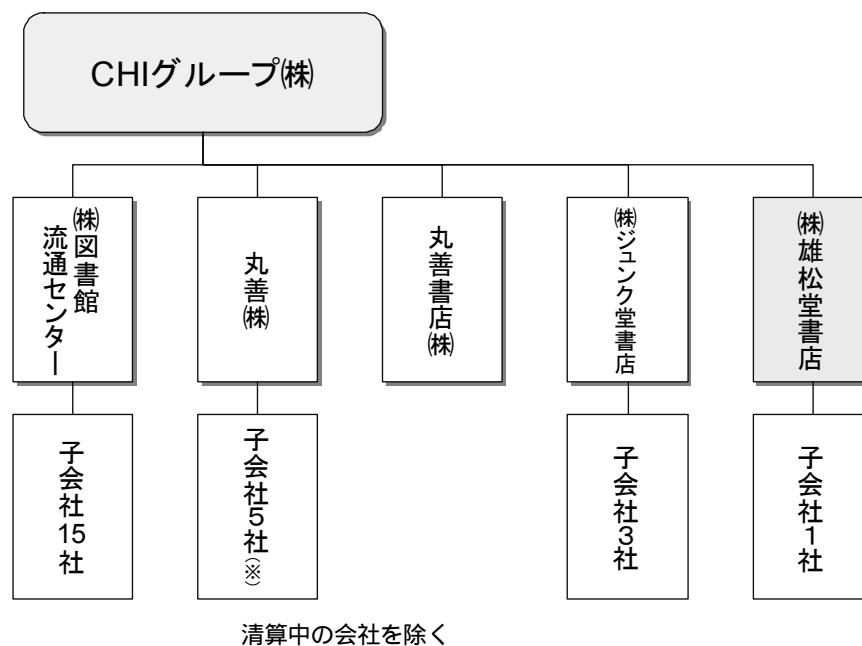 CHIグループ㈱
㈱図書館
流通センター
丸善㈱
丸善書店㈱
㈱ジュンク堂書店
㈱雄松堂書店
子会社15社
子会社5社(※)
子会社3社
子会社1社
清算中の会社を除く